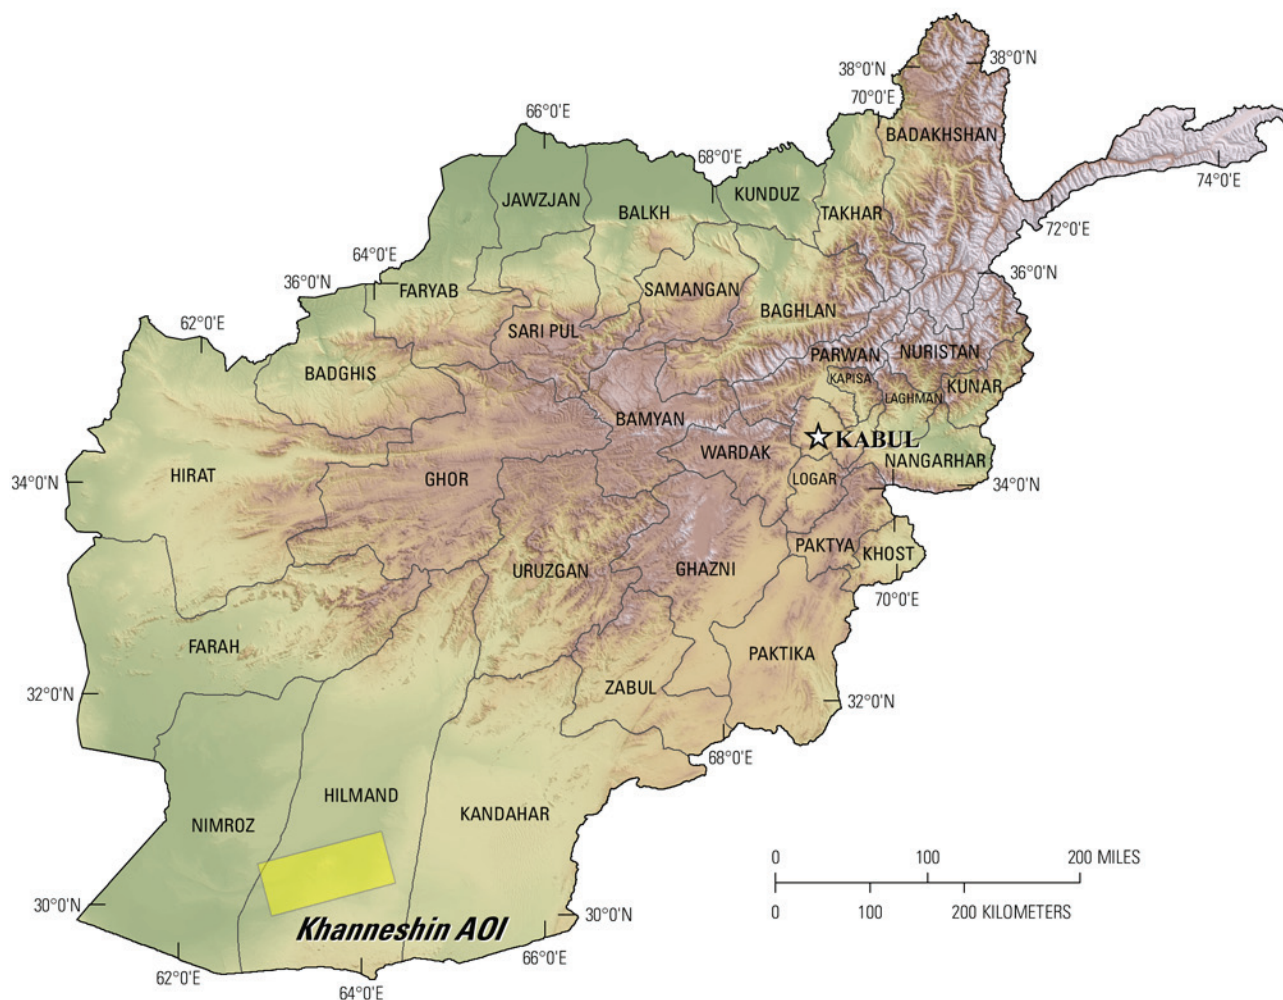 38°0'N
38°0'N
70°0'E
66°0'E
BADAKHSHAN
68°0'E
74°0'E
JAWZJAN
KUNDUZ
BALKH
TAKHAR
72°0'E
64°0'E
36°0'N
36°0'N
FARYAB
SAMANGAN
BAGHLAN
62°0'E
SARI PUL
PARWAN
NURISTAN
BADGHIS
KAPISA
KUNAR
LAGHMAN
BAMYAN
KABUL
WARDAK
NANGARHAR
HIRAT
GHOR
LOGAR
34°0'N
34°0'N
PAKTYA
KHOST
URUZGAN
GHAZNI
70°0'E
FARAH
PAKTIKA
ZABUL
32°0'N
32°0'N
68°0'E
HILMAND
KANDAHAR
NIMROZ
0 100 200 MILES
0 100 200 KILOMETERS
30°0'N
30°0'N
Khanneshin AOI
66°0'E
62°0'E
64°0'E